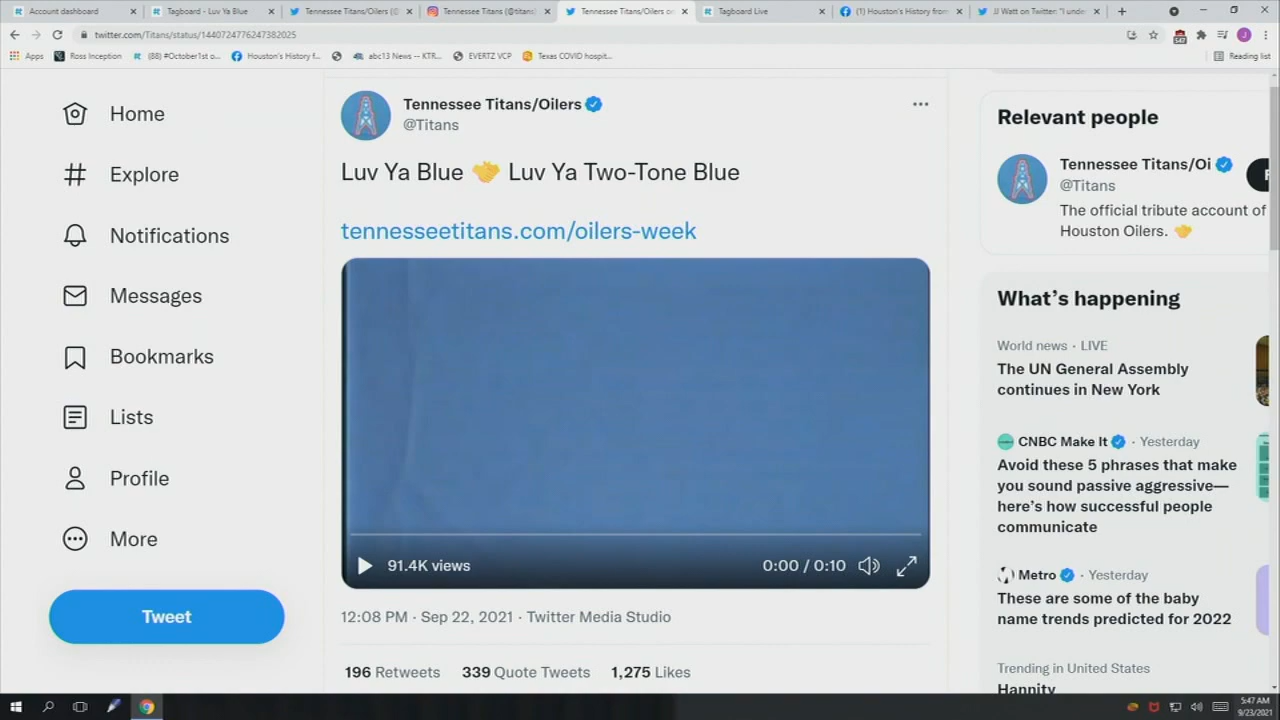 Account dashboard
Tagboard - Luv Ya Blue
Tennessee Titans/Oilers (@
Tennessee Titans (@titans)
Tennessee Titans/Oilers on
Tagboard Live
(1) Houston's History from
JJ Watt on Twitter: "I under
twitter.com/Titans/status/1440724776247382025
Apps
Ross Inception
(88) #October1st o...
Houston's History f...
abc13 News -- KTR...
EVERTZ VCP
Texas COVID hospit...
Reading list
Home
Explore
Notifications
Messages
Bookmarks
Lists
Profile
More
Tweet
Tennessee Titans/Oilers
@Titans
Luv Ya Blue 🤝 Luv Ya Two-Tone Blue
tennesseetitans.com/oilers-week
91.4K views
0:00 / 0:10
12:08 PM · Sep 22, 2021 · Twitter Media Studio
196 Retweets 339 Quote Tweets 1,275 Likes
Relevant people
Tennessee Titans/Oi
@Titans
The official tribute account of
Houston Oilers. 🤝
What's happening
World news · LIVE
The UN General Assembly
continues in New York
CNBC Make It · Yesterday
Avoid these 5 phrases that make
you sound passive aggressive—
here's how successful people
communicate
Metro · Yesterday
These are some of the baby
name trends predicted for 2022
Trending in United States
Hannity
5:47 AM
9/23/2021